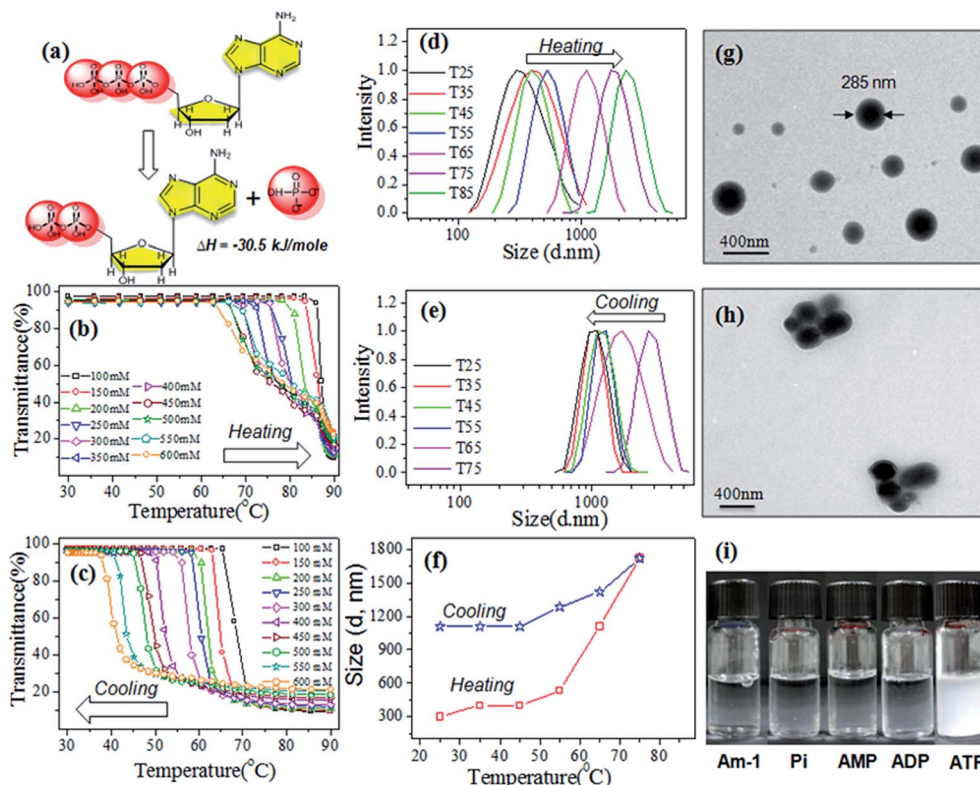 (a)
NH₂
ΔH = -30.5 kJ/mole
NH₂
OH
+
OH
(b)
Transmittance(%)
100
80
60
40
20
100mM
150mM
200mM
250mM
300mM
350mM
400mM
450mM
500mM
550mM
600mM
Heating
30 40 50 60 70 80 90
Temperature(°C)
(c)
Transmittance(%)
100
80
60
40
20
100 mM
150 mM
200 mM
250 mM
300 mM
400 mM
450 mM
500 mM
550 mM
600 mM
Cooling
30 40 50 60 70 80 90
Temperature(°C)
(d)
Heating
Intensity
1.2
1.0
0.8
0.6
0.4
0.2
0.0
T25
T35
T45
T55
T65
T75
T85
100 1000
Size (d.nm)
(e)
Cooling
Intensity
1.2
1.0
0.8
0.6
0.4
0.2
0.0
T25
T35
T45
T55
T65
T75
100 1000
Size(d.nm)
(f)
Size (d, nm)
1800
1500
1200
900
600
300
Cooling
Heating
20 30 40 50 60 70 80
Temperature(°C)
(g)
285 nm
400nm
(h)
400nm
(i)
Am-1 Pi AMP ADP ATP